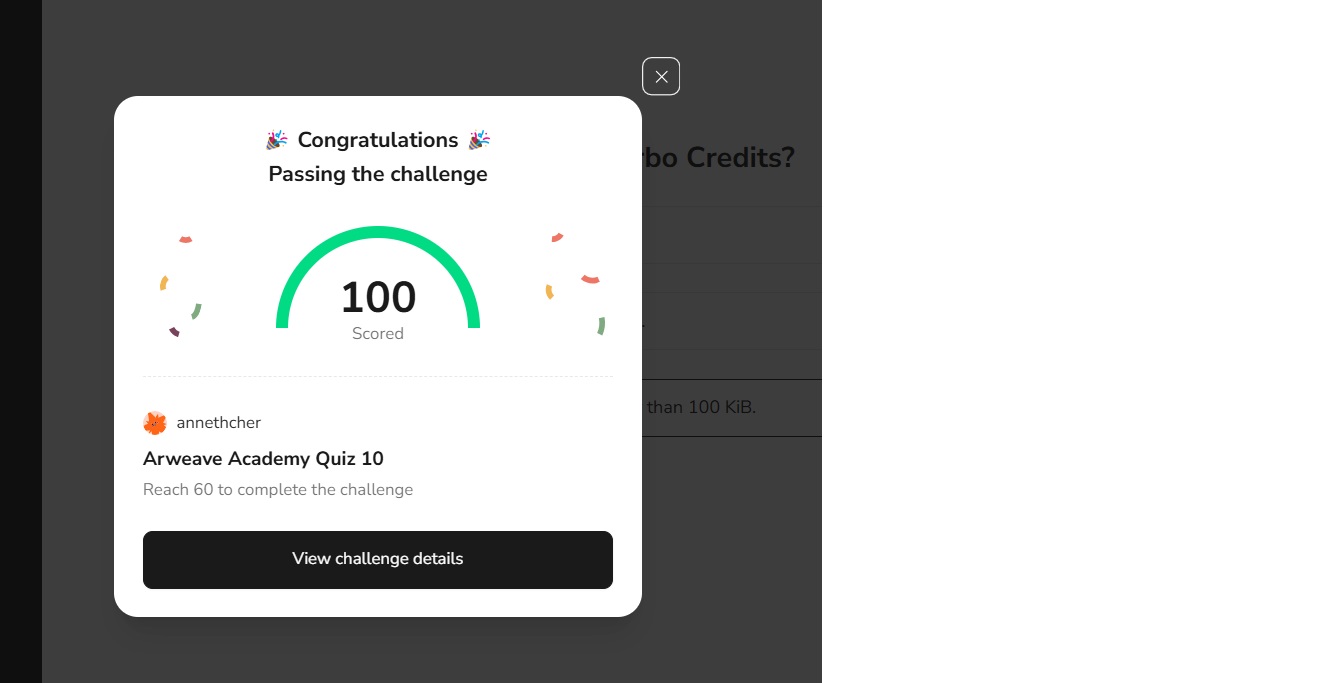 Congratulations
Passing the challenge
100
Scored
annethcher
Arweave Academy Quiz 10
Reach 60 to complete the challenge
View challenge details
Credits?
than 100 KiB.